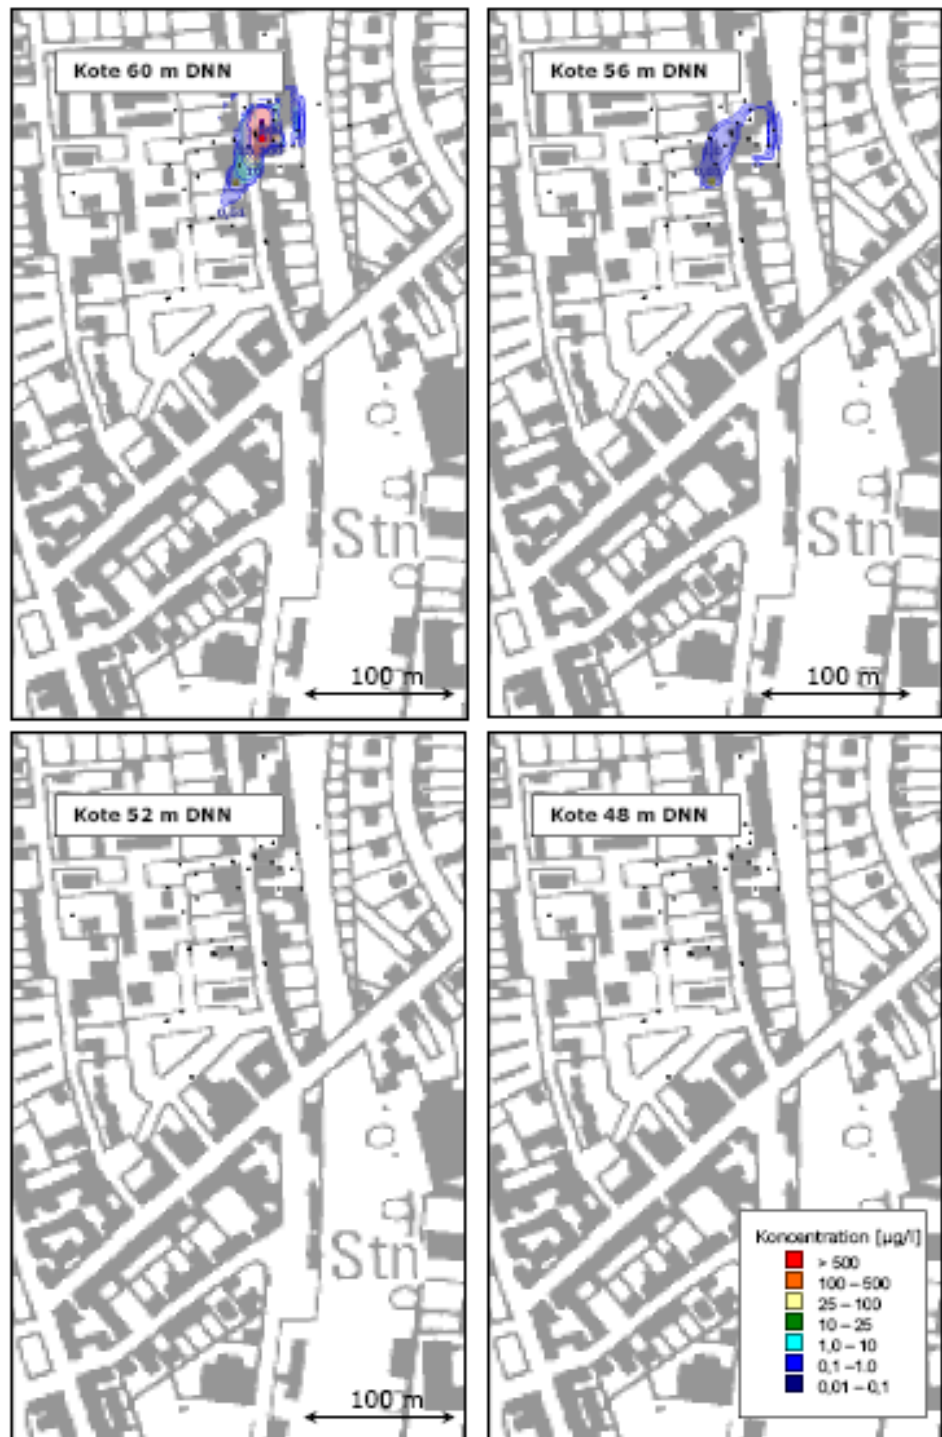 Kote 60 m DNN
Kote 56 m DNN
Stn
Stn
100 m
100 m
Kote 52 m DNN
Kote 48 m DNN
Stn
100 m
Koncentration [µg/l]
> 500
100 – 500
25 – 100
10 – 25
1,0 – 10
0,1 –1.0
0,01 – 0,1